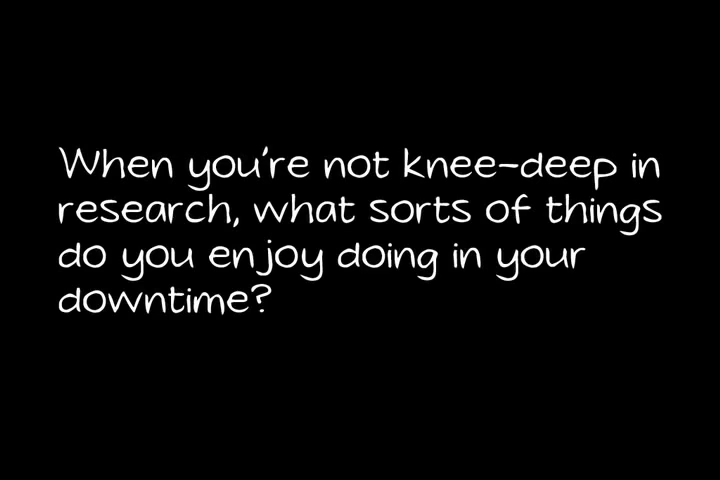 When you're not knee-deep in
research, what sorts of things
do you enjoy doing in your
downtime?